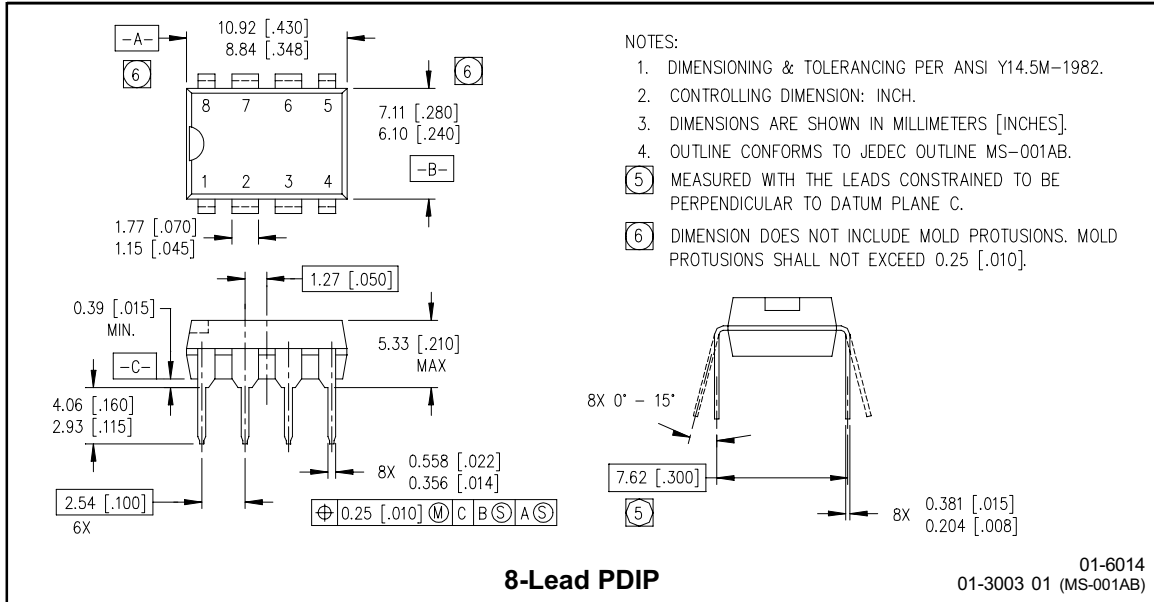 -A-
10.92 [.430]
8.84 [.348]
6
6
8 7 6 5
1 2 3 4
7.11 [.280]
6.10 [.240]
-B-
1.77 [.070]
1.15 [.045]
1.27 [.050]
0.39 [.015]
MIN.
-C-
5.33 [.210]
MAX
4.06 [.160]
2.93 [.115]
8X 0.558 [.022]
0.356 [.014]
2.54 [.100]
6X
⌖ 0.25 [.010] Ⓜ C B Ⓢ A Ⓢ
NOTES:
1. DIMENSIONING & TOLERANCING PER ANSI Y14.5M-1982.
2. CONTROLLING DIMENSION: INCH.
3. DIMENSIONS ARE SHOWN IN MILLIMETERS [INCHES].
4. OUTLINE CONFORMS TO JEDEC OUTLINE MS-001AB.
5 MEASURED WITH THE LEADS CONSTRAINED TO BE
PERPENDICULAR TO DATUM PLANE C.
6 DIMENSION DOES NOT INCLUDE MOLD PROTUSIONS. MOLD
PROTUSIONS SHALL NOT EXCEED 0.25 [.010].
8X 0° - 15°
7.62 [.300]
5
8X 0.381 [.015]
0.204 [.008]
8-Lead PDIP
01-6014
01-3003 01 (MS-001AB)